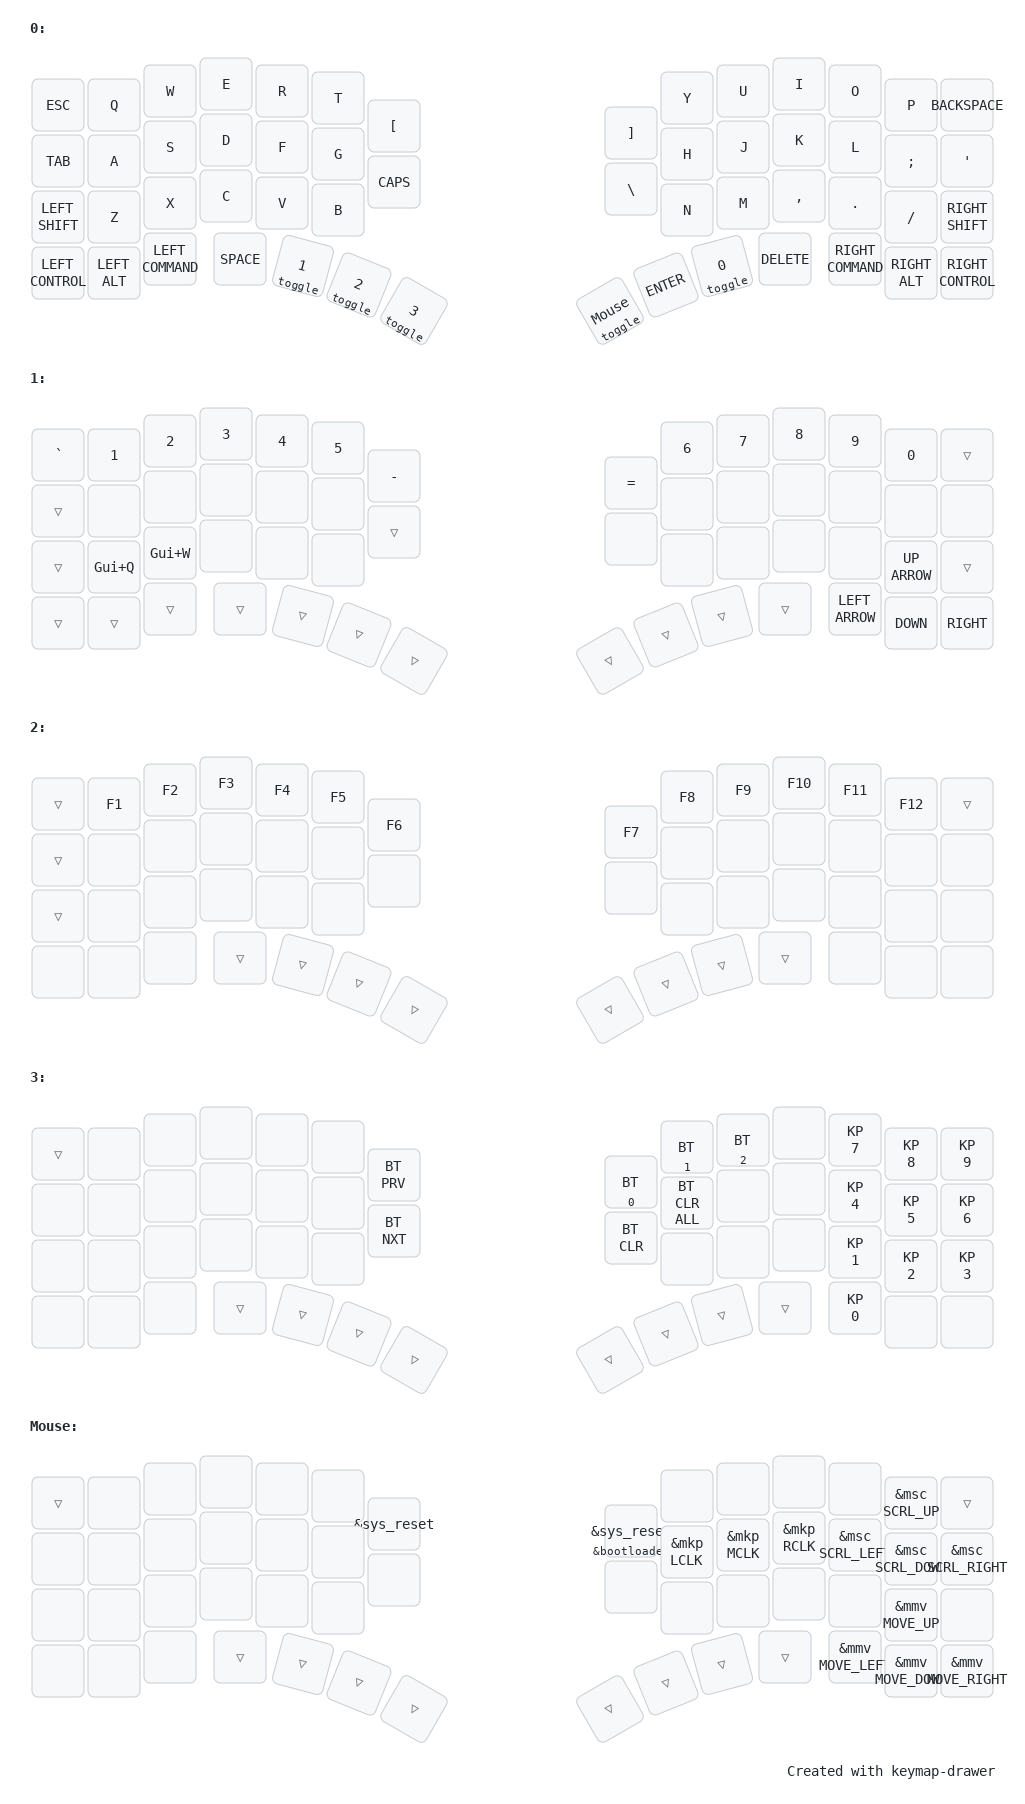 0:
ESC Q W E R T [
] Y U I O P BACKSPACE
TAB A S D F G CAPS
\ H J K L ; '
LEFT SHIFT Z X C V B
N M , . / RIGHT SHIFT
LEFT CONTROL LEFT ALT LEFT COMMAND SPACE 1 toggle 2 toggle 3 toggle
Mouse toggle ENTER 0 toggle DELETE RIGHT COMMAND RIGHT ALT RIGHT CONTROL
1:
` 1 2 3 4 5 -
= 6 7 8 9 0 ▽
▽ ▽
▽ Gui+Q Gui+W
UP ARROW ▽
▽ ▽ ▽ ▽ ▽ ▽ ▽
▽ ▽ ▽ ▽ LEFT ARROW DOWN RIGHT
2:
▽ F1 F2 F3 F4 F5 F6
F7 F8 F9 F10 F11 F12 ▽
▽
▽
▽ ▽ ▽ ▽
▽ ▽ ▽ ▽
3:
▽ BT PRV
BT 0 BT 1 BT 2 KP 7 KP 8 KP 9
BT NXT
BT CLR BT CLR ALL KP 4 KP 5 KP 6
KP 1 KP 2 KP 3
▽ ▽ ▽ ▽
▽ ▽ ▽ ▽ KP 0
Mouse:
▽ &sys_reset
&sys_rese &bootloade &msc SCRL_UP ▽
&mkp LCLK &mkp MCLK &mkp RCLK &msc SCRL_LEFT &msc SCRL_DOWN &msc SCRL_RIGHT
&mmv MOVE_UP
▽ ▽ ▽ ▽
▽ ▽ ▽ ▽ &mmv MOVE_LEFT &mmv MOVE_DOWN &mmv MOVE_RIGHT
Created with keymap-drawer